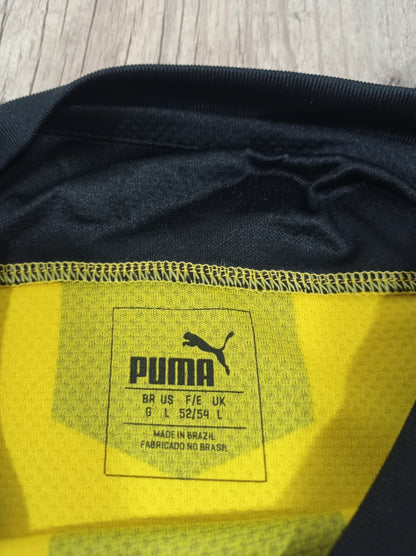 PUMA
BR US F/E UK
G L 52/54 L
MADE IN BRAZIL
FABRICADO NO BRASIL